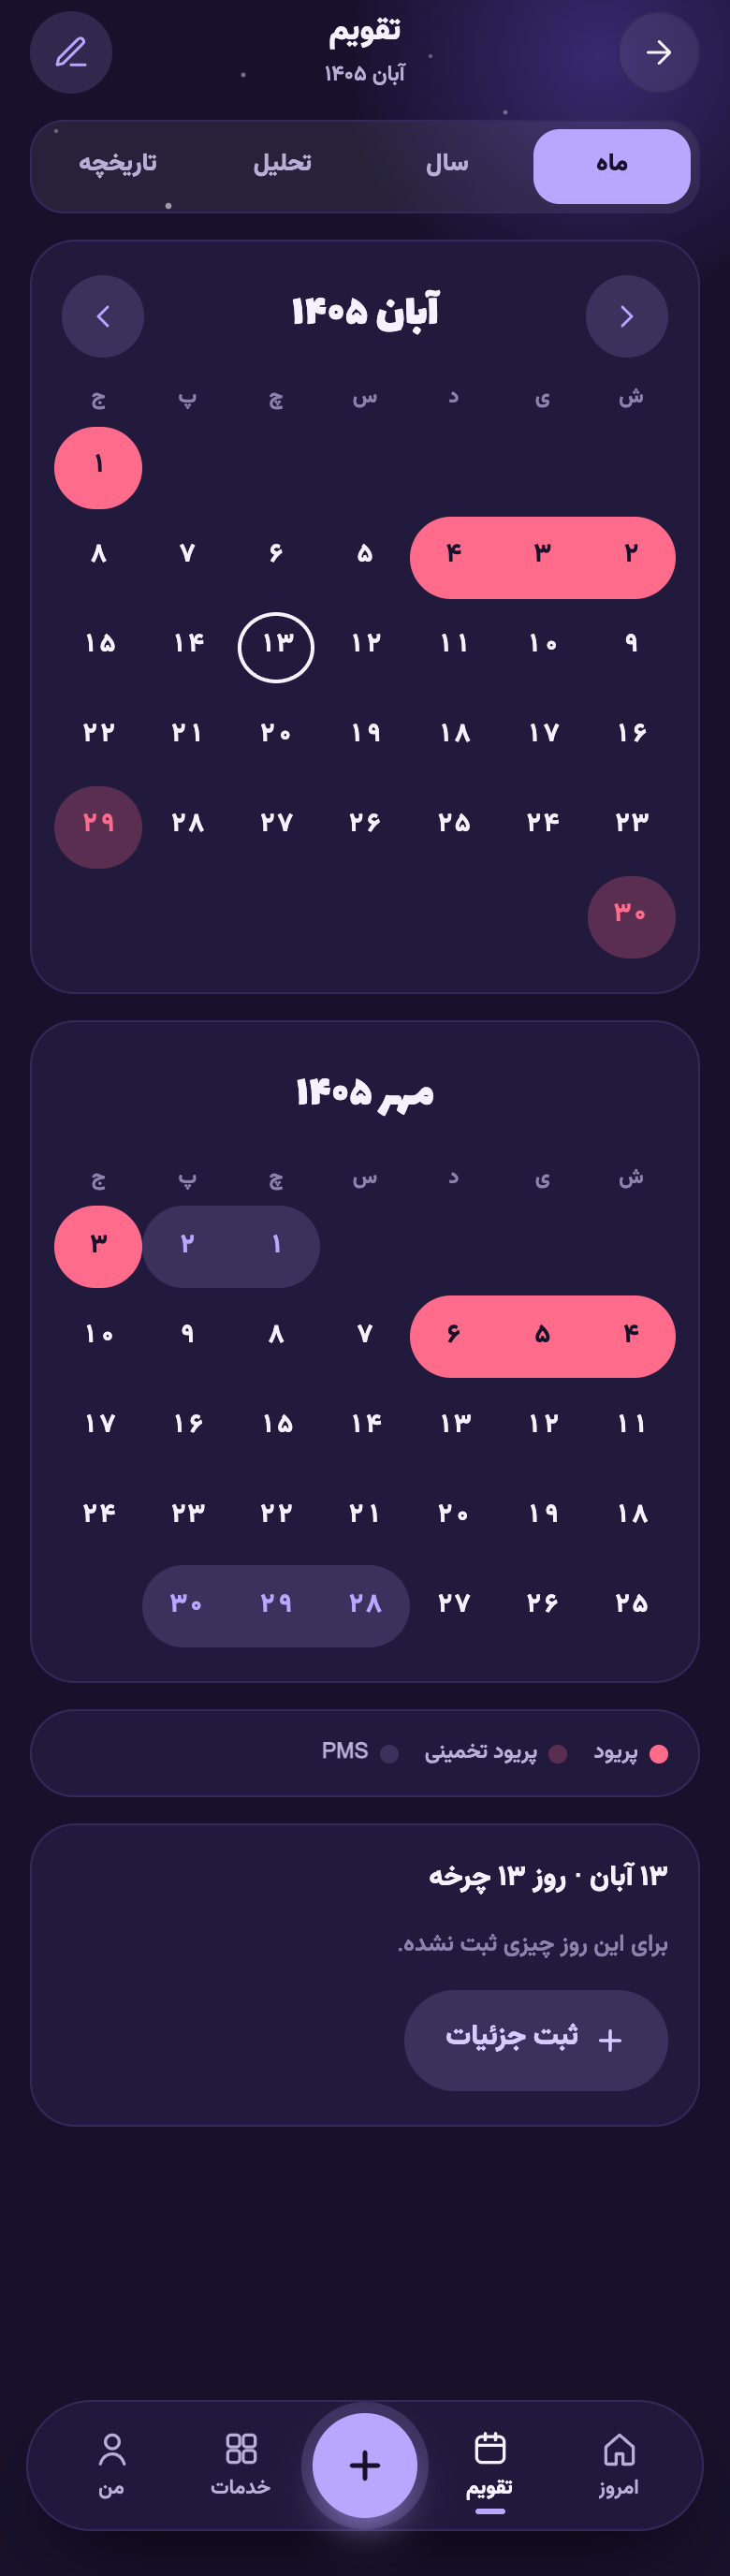 تقویم
آبان ۱۴۰۵
ماه سال تحلیل تاریخچه
آبان ۱۴۰۵
ش ی د س چ پ ج
۱
۲ ۳ ۴ ۵ ۶ ۷ ۸
۹ ۱۰ ۱۱ ۱۲ ۱۳ ۱۴ ۱۵
۱۶ ۱۷ ۱۸ ۱۹ ۲۰ ۲۱ ۲۲
۲۳ ۲۴ ۲۵ ۲۶ ۲۷ ۲۸ ۲۹
۳۰
مهر ۱۴۰۵
ش ی د س چ پ ج
۱ ۲ ۳
۴ ۵ ۶ ۷ ۸ ۹ ۱۰
۱۱ ۱۲ ۱۳ ۱۴ ۱۵ ۱۶ ۱۷
۱۸ ۱۹ ۲۰ ۲۱ ۲۲ ۲۳ ۲۴
۲۵ ۲۶ ۲۷ ۲۸ ۲۹ ۳۰
پریود پریود تخمینی PMS
۱۳ آبان · روز ۱۳ چرخه
برای این روز چیزی ثبت نشده.
ثبت جزئیات
امروز تقویم خدمات من